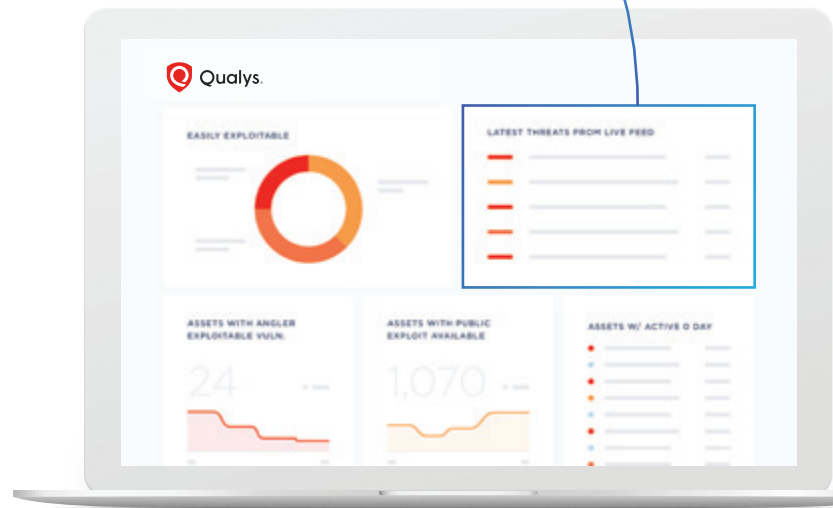 Qualys.
EASILY EXPLOITABLE
LATEST THREATS FROM LIVE FEED
ASSETS WITH ANGLER
EXPLOITABLE VULN.
24
ASSETS WITH PUBLIC
EXPLOIT AVAILABLE
1,070
ASSETS W/ ACTIVE 0 DAY